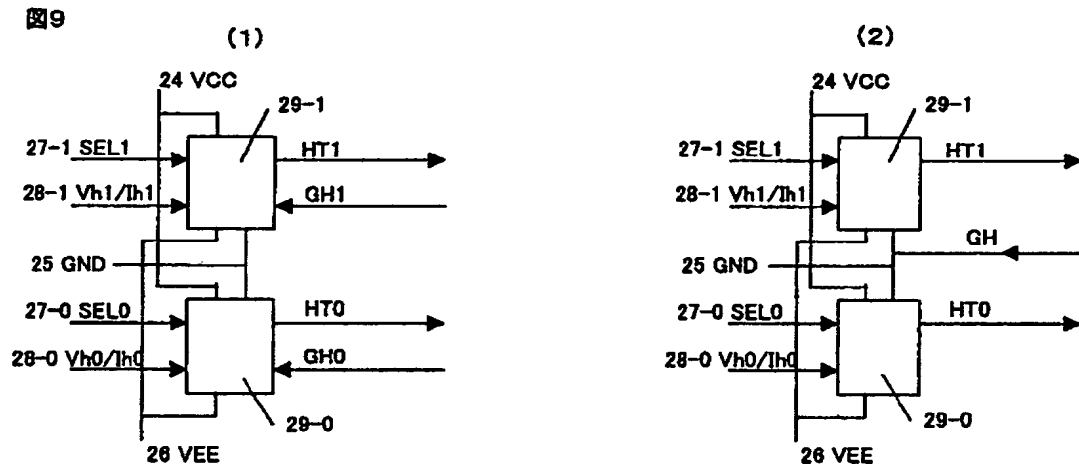 図9
(1)
24 VCC
29-1
27-1 SEL1
HT1
28-1 Vh1/Ih1
GH1
25 GND
27-0 SEL0
HT0
28-0 Vh0/Ih0
GH0
29-0
26 VEE
(2)
24 VCC
29-1
27-1 SEL1
HT1
28-1 Vh1/Ih1
GH
25 GND
27-0 SEL0
HT0
28-0 Vh0/Ih0
29-0
26 VEE